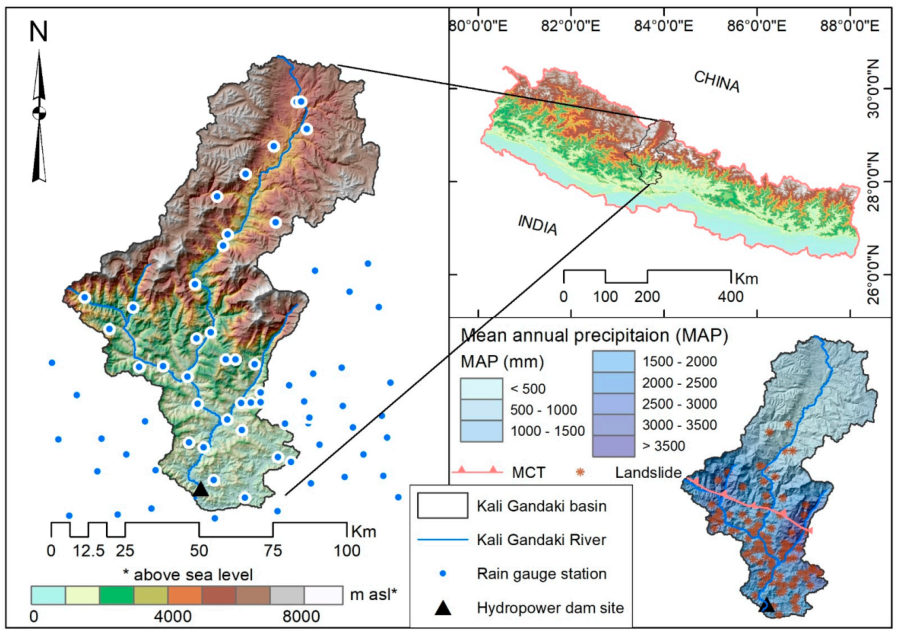 N
80°0'0"E 82°0'0"E 84°0'0"E 86°0'0"E 88°0'0"E
CHINA
INDIA
30°0'0"N
28°0'0"N
26°0'0"N
Km
0 100 200 400
Mean annual precipitaion (MAP)
MAP (mm)
< 500
500 - 1000
1000 - 1500
1500 - 2000
2000 - 2500
2500 - 3000
3000 - 3500
> 3500
MCT
Landslide
Km
0 12.5 25 50 75 100
* above sea level
m asl*
0 4000 8000
Kali Gandaki basin
Kali Gandaki River
Rain gauge station
Hydropower dam site